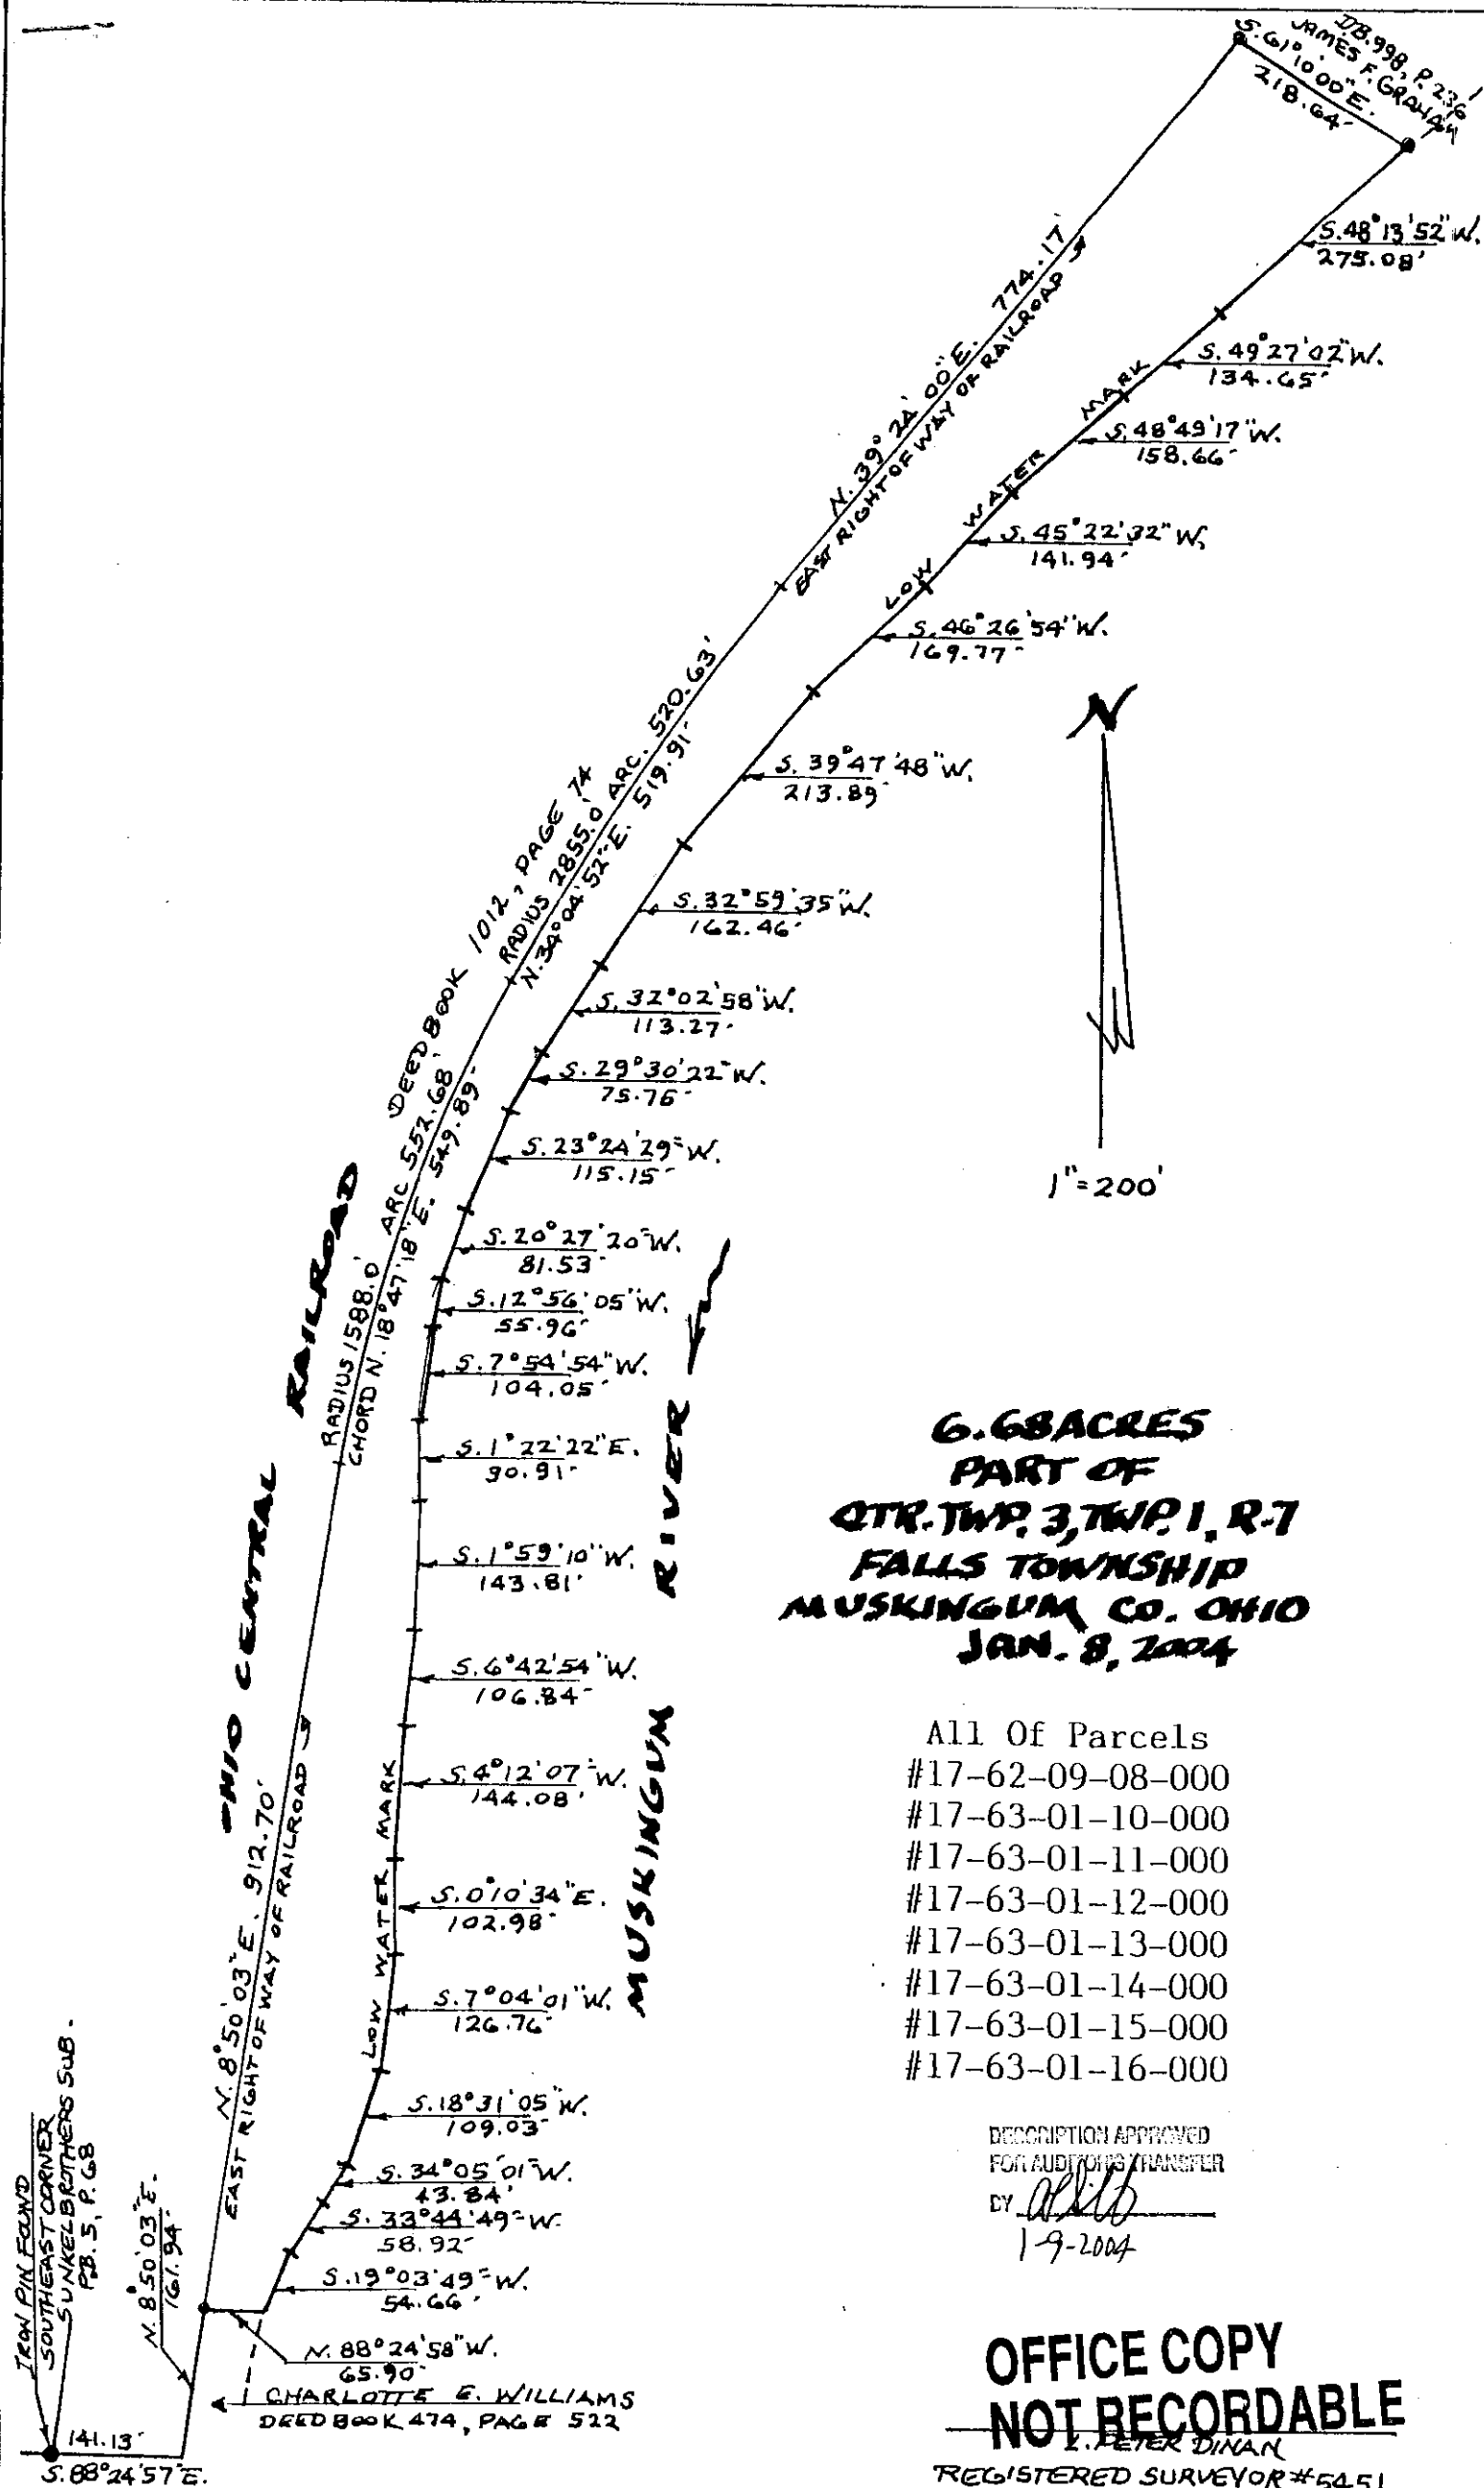 D.B. 998, P. 236
JAMES F. GRAHAM
S. 61° 10' 00" E.
218.64'
S. 48° 13' 52" W.
275.08'
N. 39° 24' 00" E. 774.17'
EAST RIGHT OF WAY OF RAILROAD
S. 49° 27' 02" W.
134.65'
S. 48° 49' 17" W.
158.66'
LOW WATER MARK
S. 45° 22' 32" W.
141.94'
S. 46° 26' 54" W.
169.77'
N
S. 39° 47' 48" W.
213.89'
DEED BOOK 1012, PAGE 74
RADIUS 2855.0' ARC. 520.63'
N. 34° 04' 52" E. 519.91'
S. 32° 59' 35" W.
162.46'
S. 32° 02' 58" W.
113.27'
S. 29° 30' 22" W.
75.76'
S. 23° 24' 29" W.
115.15'
1" = 200'
S. 20° 27' 20" W.
81.53'
S. 12° 56' 05" W.
55.96'
S. 7° 54' 54" W.
104.05'
RADIUS 1588.0' ARC 552.68'
CHORD N. 18° 47' 18" E. 549.89'
S. 1° 22' 22" E.
90.91'
S. 1° 59' 10" W.
143.81'
OHIO CENTRAL RAILROAD
MUSKINGUM RIVER
6.68 ACRES
PART OF
QTR. TWP. 3, TWP. 1, R-7
FALLS TOWNSHIP
MUSKINGUM CO. OHIO
JAN. 8, 2004
S. 6° 42' 54" W.
106.84'
S. 4° 12' 07" W.
144.08'
S. 0° 10' 34" E.
102.98'
S. 7° 04' 01" W.
126.76'
LOW WATER MARK
N. 8° 50' 03" E. 912.70'
EAST RIGHT OF WAY OF RAILROAD
All Of Parcels
#17-62-09-08-000
#17-63-01-10-000
#17-63-01-11-000
#17-63-01-12-000
#17-63-01-13-000
#17-63-01-14-000
#17-63-01-15-000
#17-63-01-16-000
S. 18° 31' 05" W.
109.03'
S. 34° 05' 01" W.
43.84'
S. 33° 44' 49" W.
58.92'
S. 19° 03' 49" W.
54.66'
DESCRIPTION APPROVED
FOR AUDITOR'S TRANSFER
BY
1-9-2004
IRON PIN FOUND
SOUTHEAST CORNER
SUNKEL BROTHERS SUB.
P.B. 5, P. 68
N. 8° 50' 03" E.
161.94'
N. 88° 24' 58" W.
65.90'
CHARLOTTE E. WILLIAMS
DEED BOOK 474, PAGE 522
141.13'
S. 88° 24' 57" E.
OFFICE COPY
NOT RECORDABLE
L. PETER DINAN
REGISTERED SURVEYOR #5451